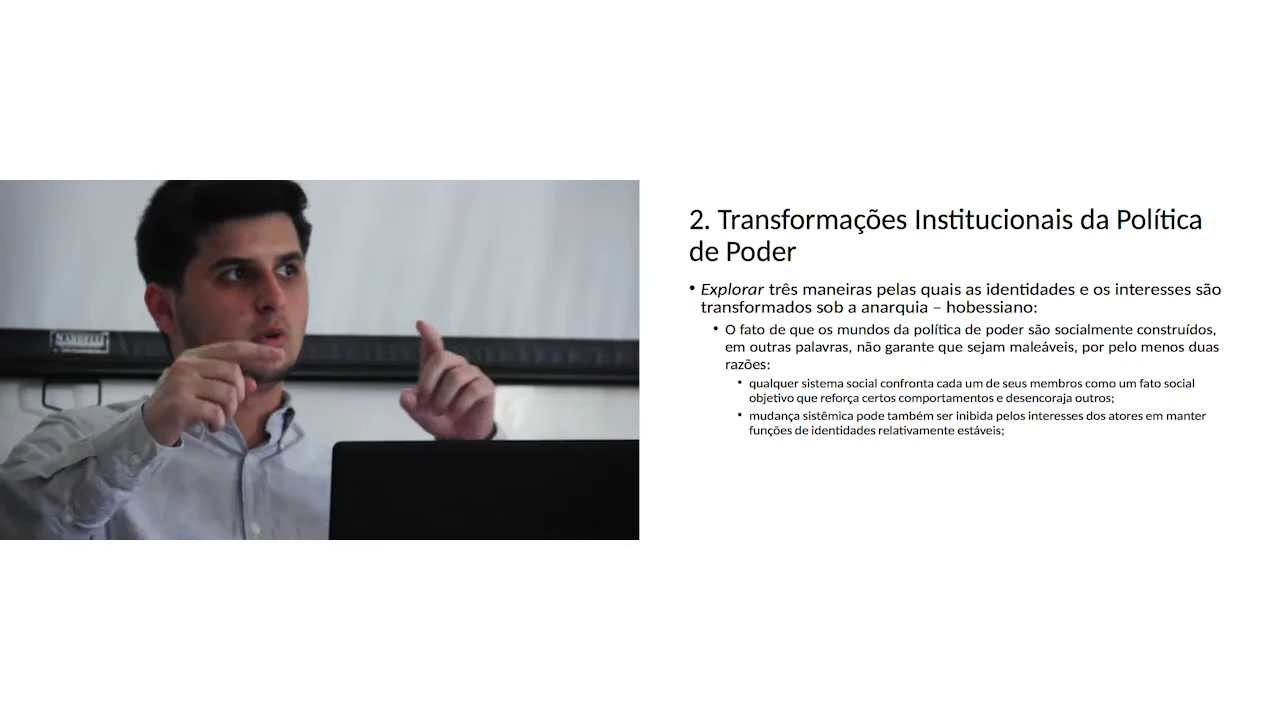 NARDELLI
2. Transformações Institucionais da Política
de Poder
• Explorar três maneiras pelas quais as identidades e os interesses são
transformados sob a anarquia – hobessiano:
• O fato de que os mundos da política de poder são socialmente construídos,
em outras palavras, não garante que sejam maleáveis, por pelo menos duas
razões:
• qualquer sistema social confronta cada um de seus membros como um fato social
objetivo que reforça certos comportamentos e desencoraja outros;
• mudança sistêmica pode também ser inibida pelos interesses dos atores em manter
funções de identidades relativamente estáveis;